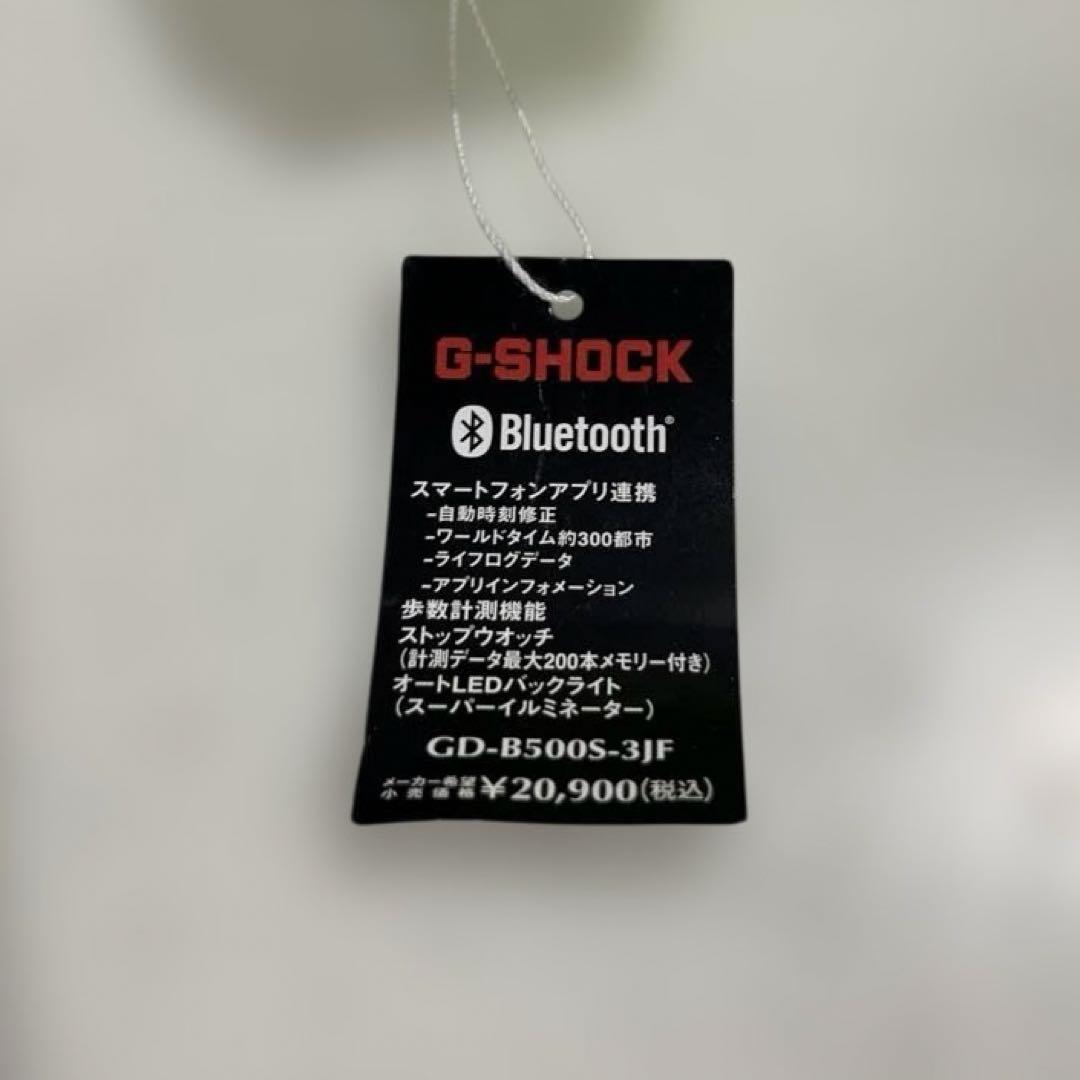 G-SHOCK
Bluetooth®
スマートフォンアプリ連携
-自動時刻修正
-ワールドタイム約300都市
-ライフログデータ
-アプリインフォメーション
歩数計測機能
ストップウオッチ
(計測データ最大200本メモリー付き)
オートLEDバックライト
(スーパーイルミネーター)
GD-B500S-3JF
メーカー希望小売価格 ¥20,900(税込)